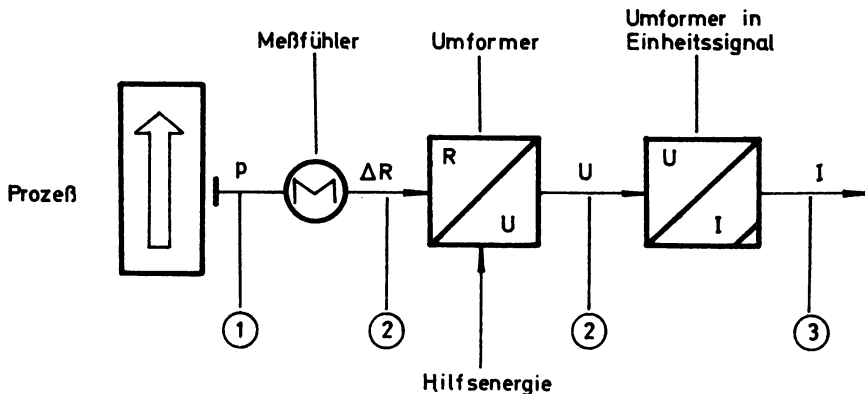 Umformer in
Meßfühler Umformer Einheitssignal
p ΔR R U U U I I
Prozeß
1 2 2 3
Hilfsenergie